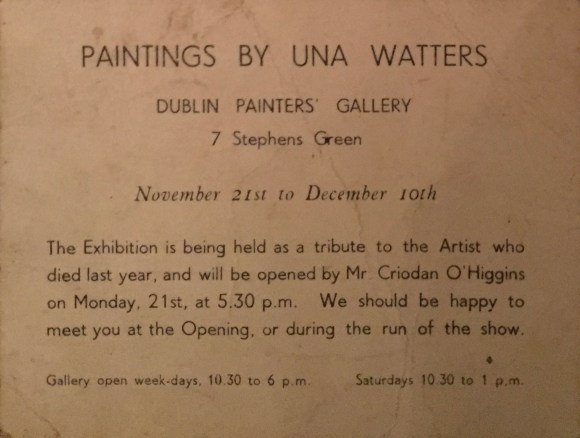 PAINTINGS BY UNA WATTERS
DUBLIN PAINTERS' GALLERY
7 Stephens Green
November 21st to December 10th
The Exhibition is being held as a tribute to the Artist who
died last year, and will be opened by Mr. Criodan O'Higgins
on Monday, 21st, at 5.30 p.m. We should be happy to
meet you at the Opening, or during the run of the show.
Gallery open week-days, 10.30 to 6 p.m. Saturdays 10.30 to 1 p.m.